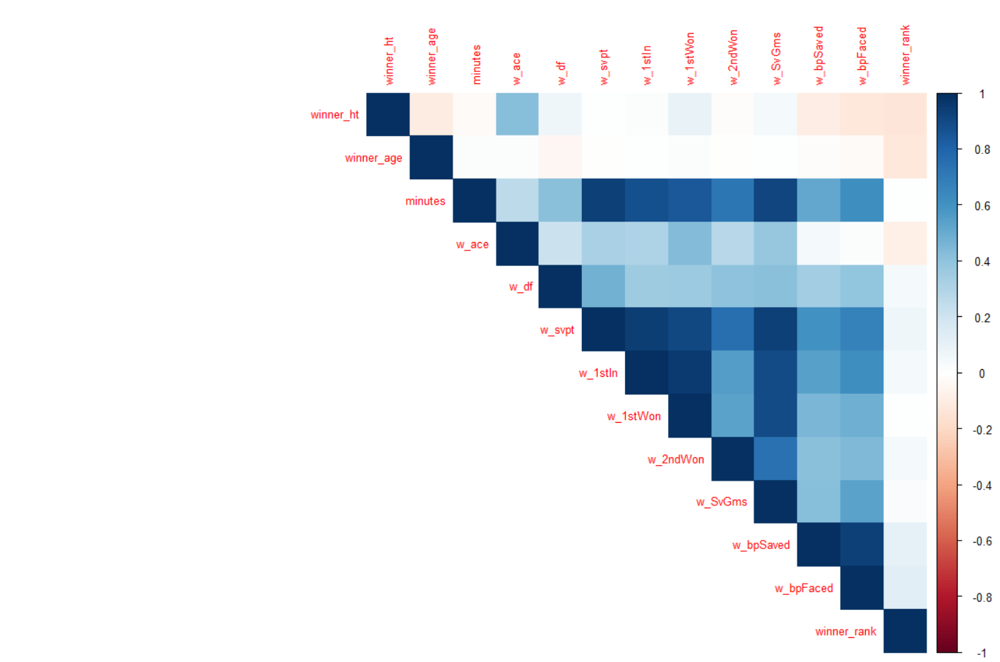 winner_ht
winner_age
minutes
w_ace
w_df
w_svpt
w_1stIn
w_1stWon
w_2ndWon
w_SvGms
w_bpSaved
w_bpFaced
winner_rank
winner_ht
winner_age
minutes
w_ace
w_df
w_svpt
w_1stIn
w_1stWon
w_2ndWon
w_SvGms
w_bpSaved
w_bpFaced
winner_rank
1
0.8
0.6
0.4
0.2
0
-0.2
-0.4
-0.6
-0.8
-1